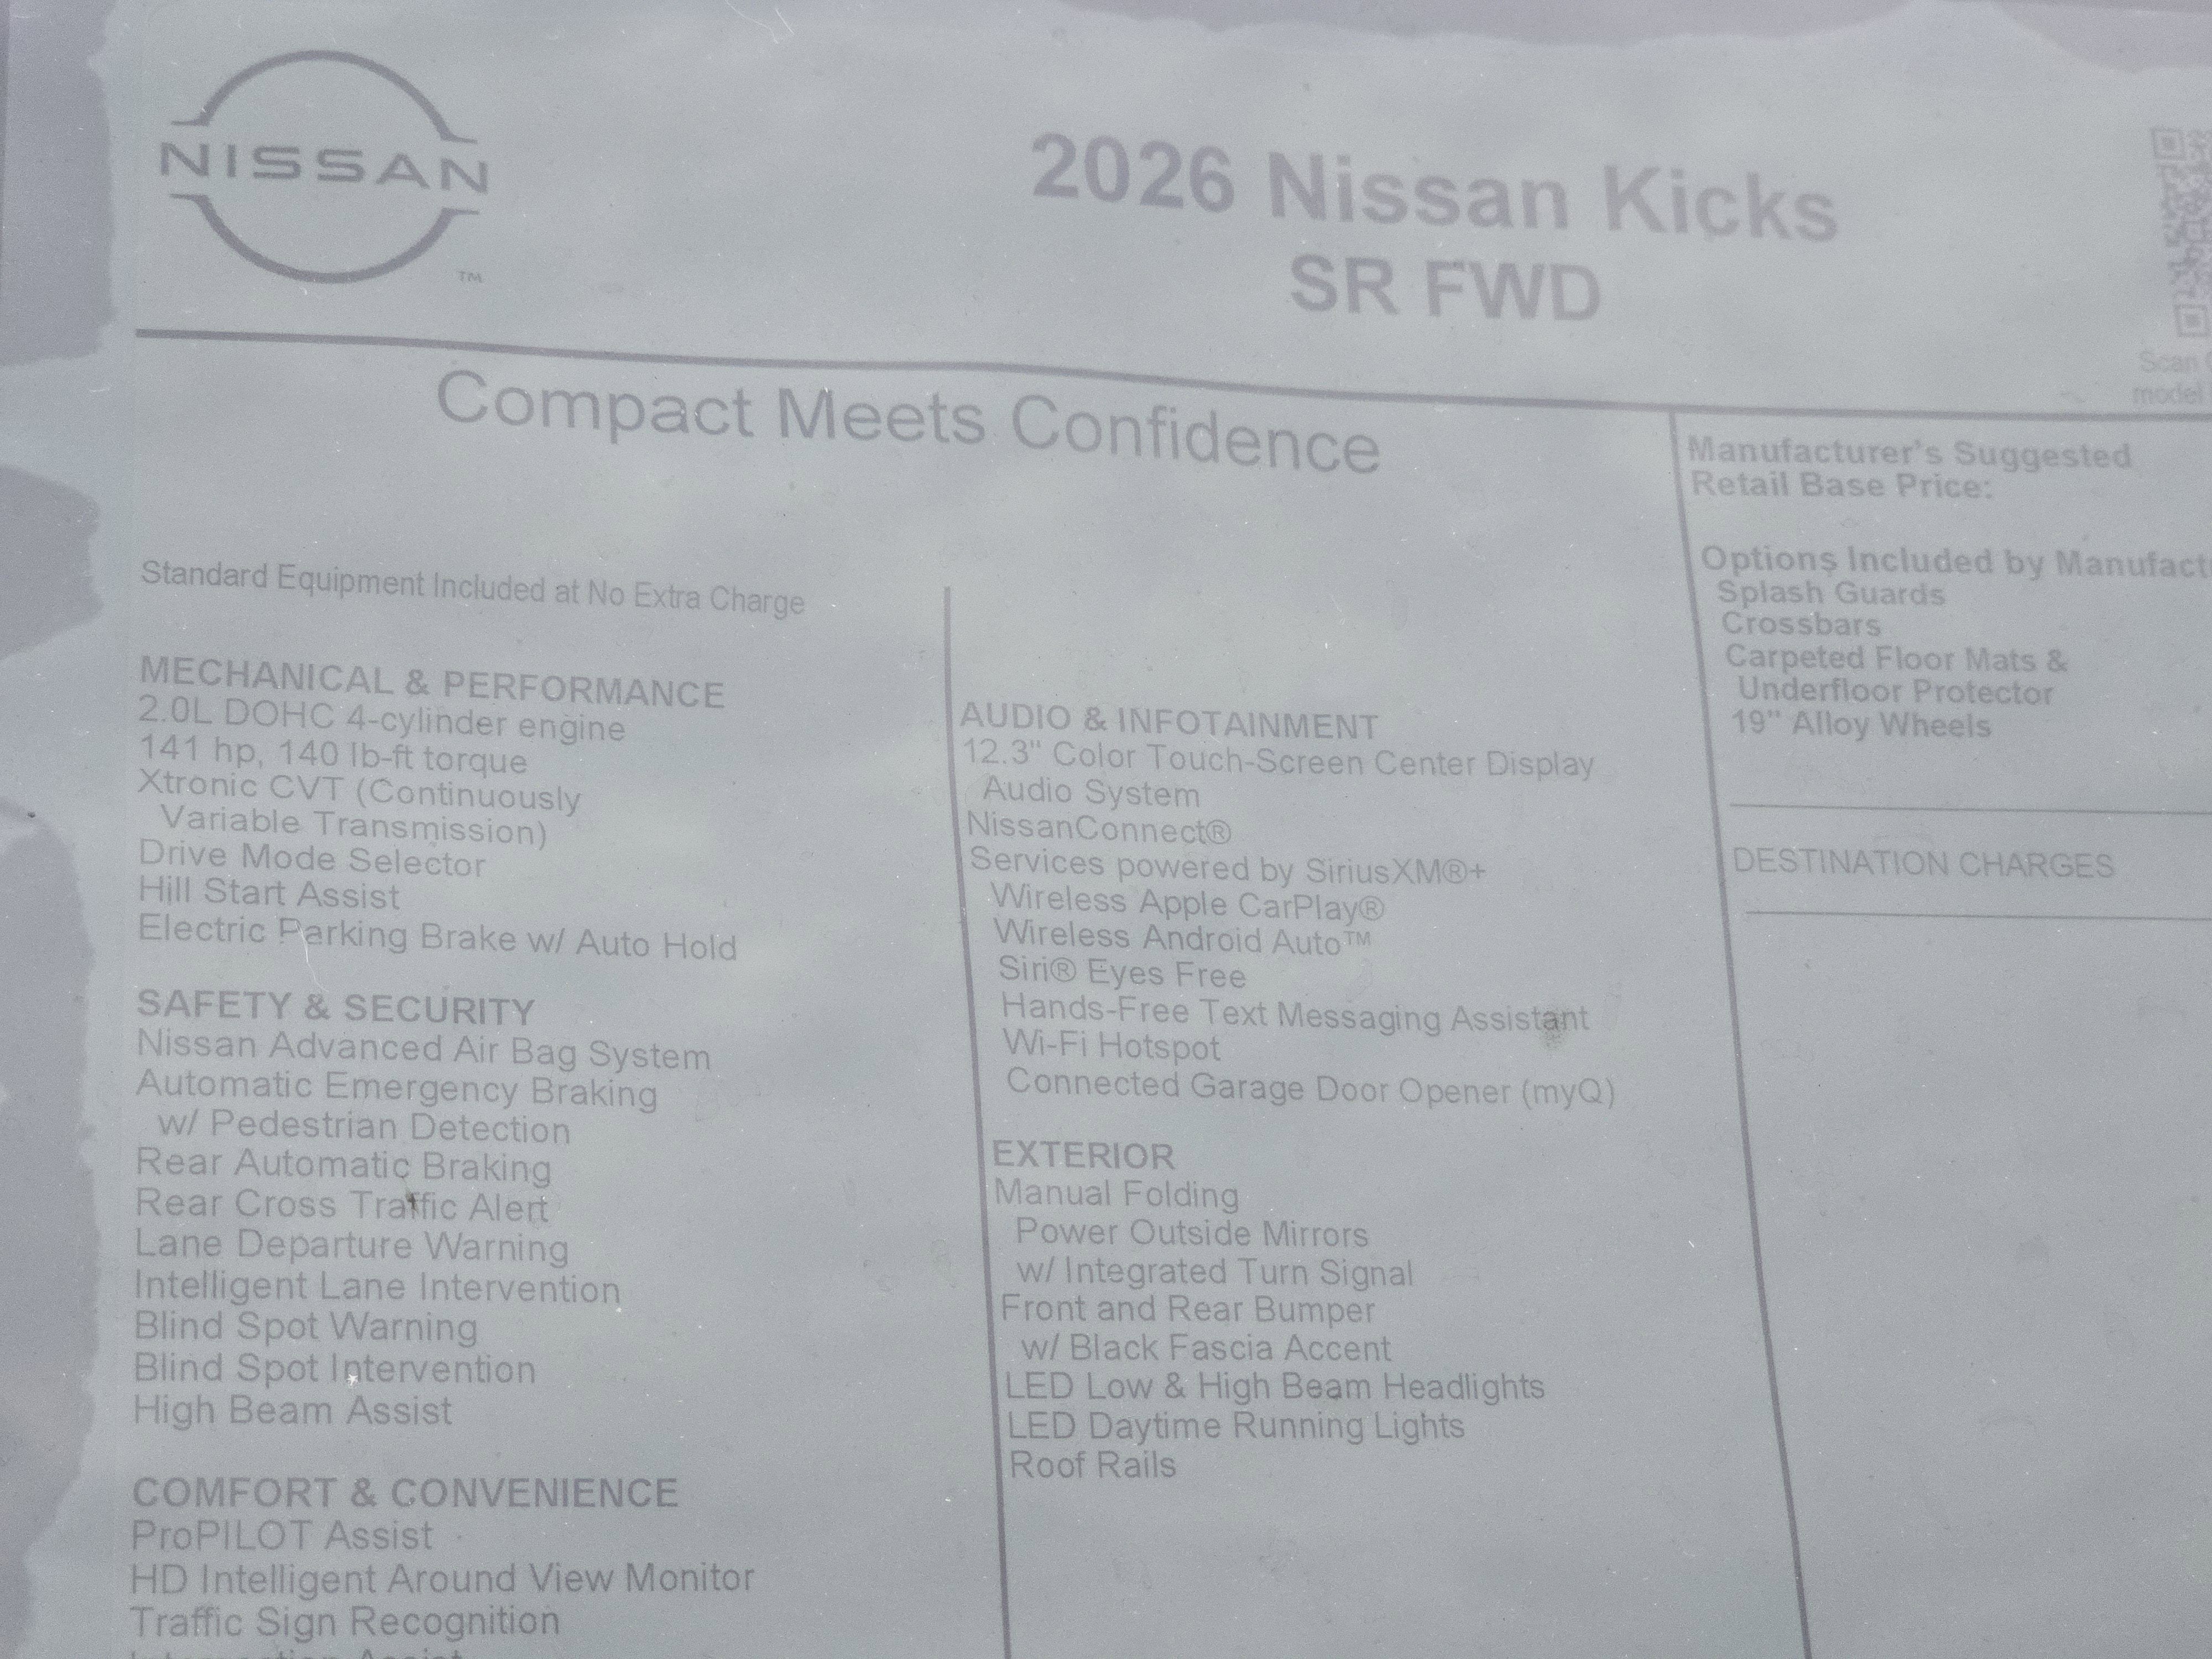 NISSAN
TM
2026 Nissan Kicks
SR FWD
Scan
model
Compact Meets Confidence
Standard Equipment Included at No Extra Charge
MECHANICAL & PERFORMANCE
2.0L DOHC 4-cylinder engine
141 hp, 140 lb-ft torque
Xtronic CVT (Continuously
Variable Transmission)
Drive Mode Selector
Hill Start Assist
Electric Parking Brake w/ Auto Hold
SAFETY & SECURITY
Nissan Advanced Air Bag System
Automatic Emergency Braking
w/ Pedestrian Detection
Rear Automatic Braking
Rear Cross Traffic Alert
Lane Departure Warning
Intelligent Lane Intervention
Blind Spot Warning
Blind Spot Intervention
High Beam Assist
COMFORT & CONVENIENCE
ProPILOT Assist
HD Intelligent Around View Monitor
Traffic Sign Recognition
AUDIO & INFOTAINMENT
12.3" Color Touch-Screen Center Display
Audio System
NissanConnect®
Services powered by SiriusXM®+
Wireless Apple CarPlay®
Wireless Android Auto™
Siri® Eyes Free
Hands-Free Text Messaging Assistant
Wi-Fi Hotspot
Connected Garage Door Opener (myQ)
EXTERIOR
Manual Folding
Power Outside Mirrors
w/ Integrated Turn Signal
Front and Rear Bumper
w/ Black Fascia Accent
LED Low & High Beam Headlights
LED Daytime Running Lights
Roof Rails
Manufacturer's Suggested
Retail Base Price:
Options Included by Manufact
Splash Guards
Crossbars
Carpeted Floor Mats &
Underfloor Protector
19" Alloy Wheels
DESTINATION CHARGES